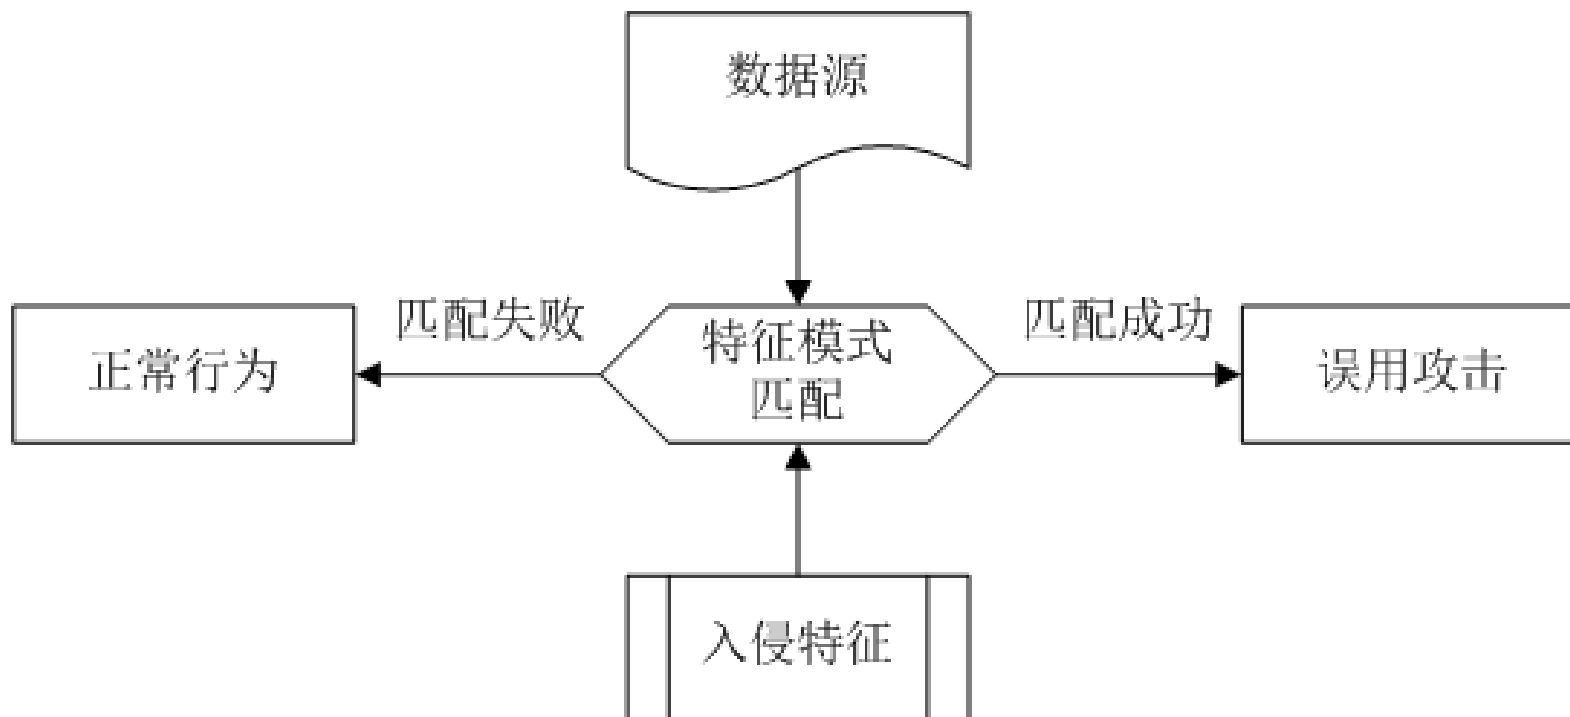 数据源
匹配失败
特征模式
匹配
匹配成功
正常行为
误用攻击
入侵特征